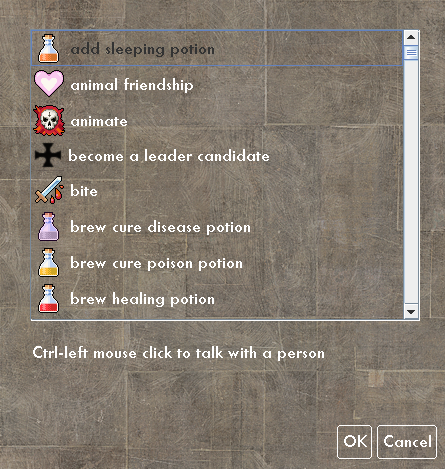 add sleeping potion
animal friendship
animate
become a leader candidate
bite
brew cure disease potion
brew cure poison potion
brew healing potion
Ctrl-left mouse click to talk with a person
OK Cancel